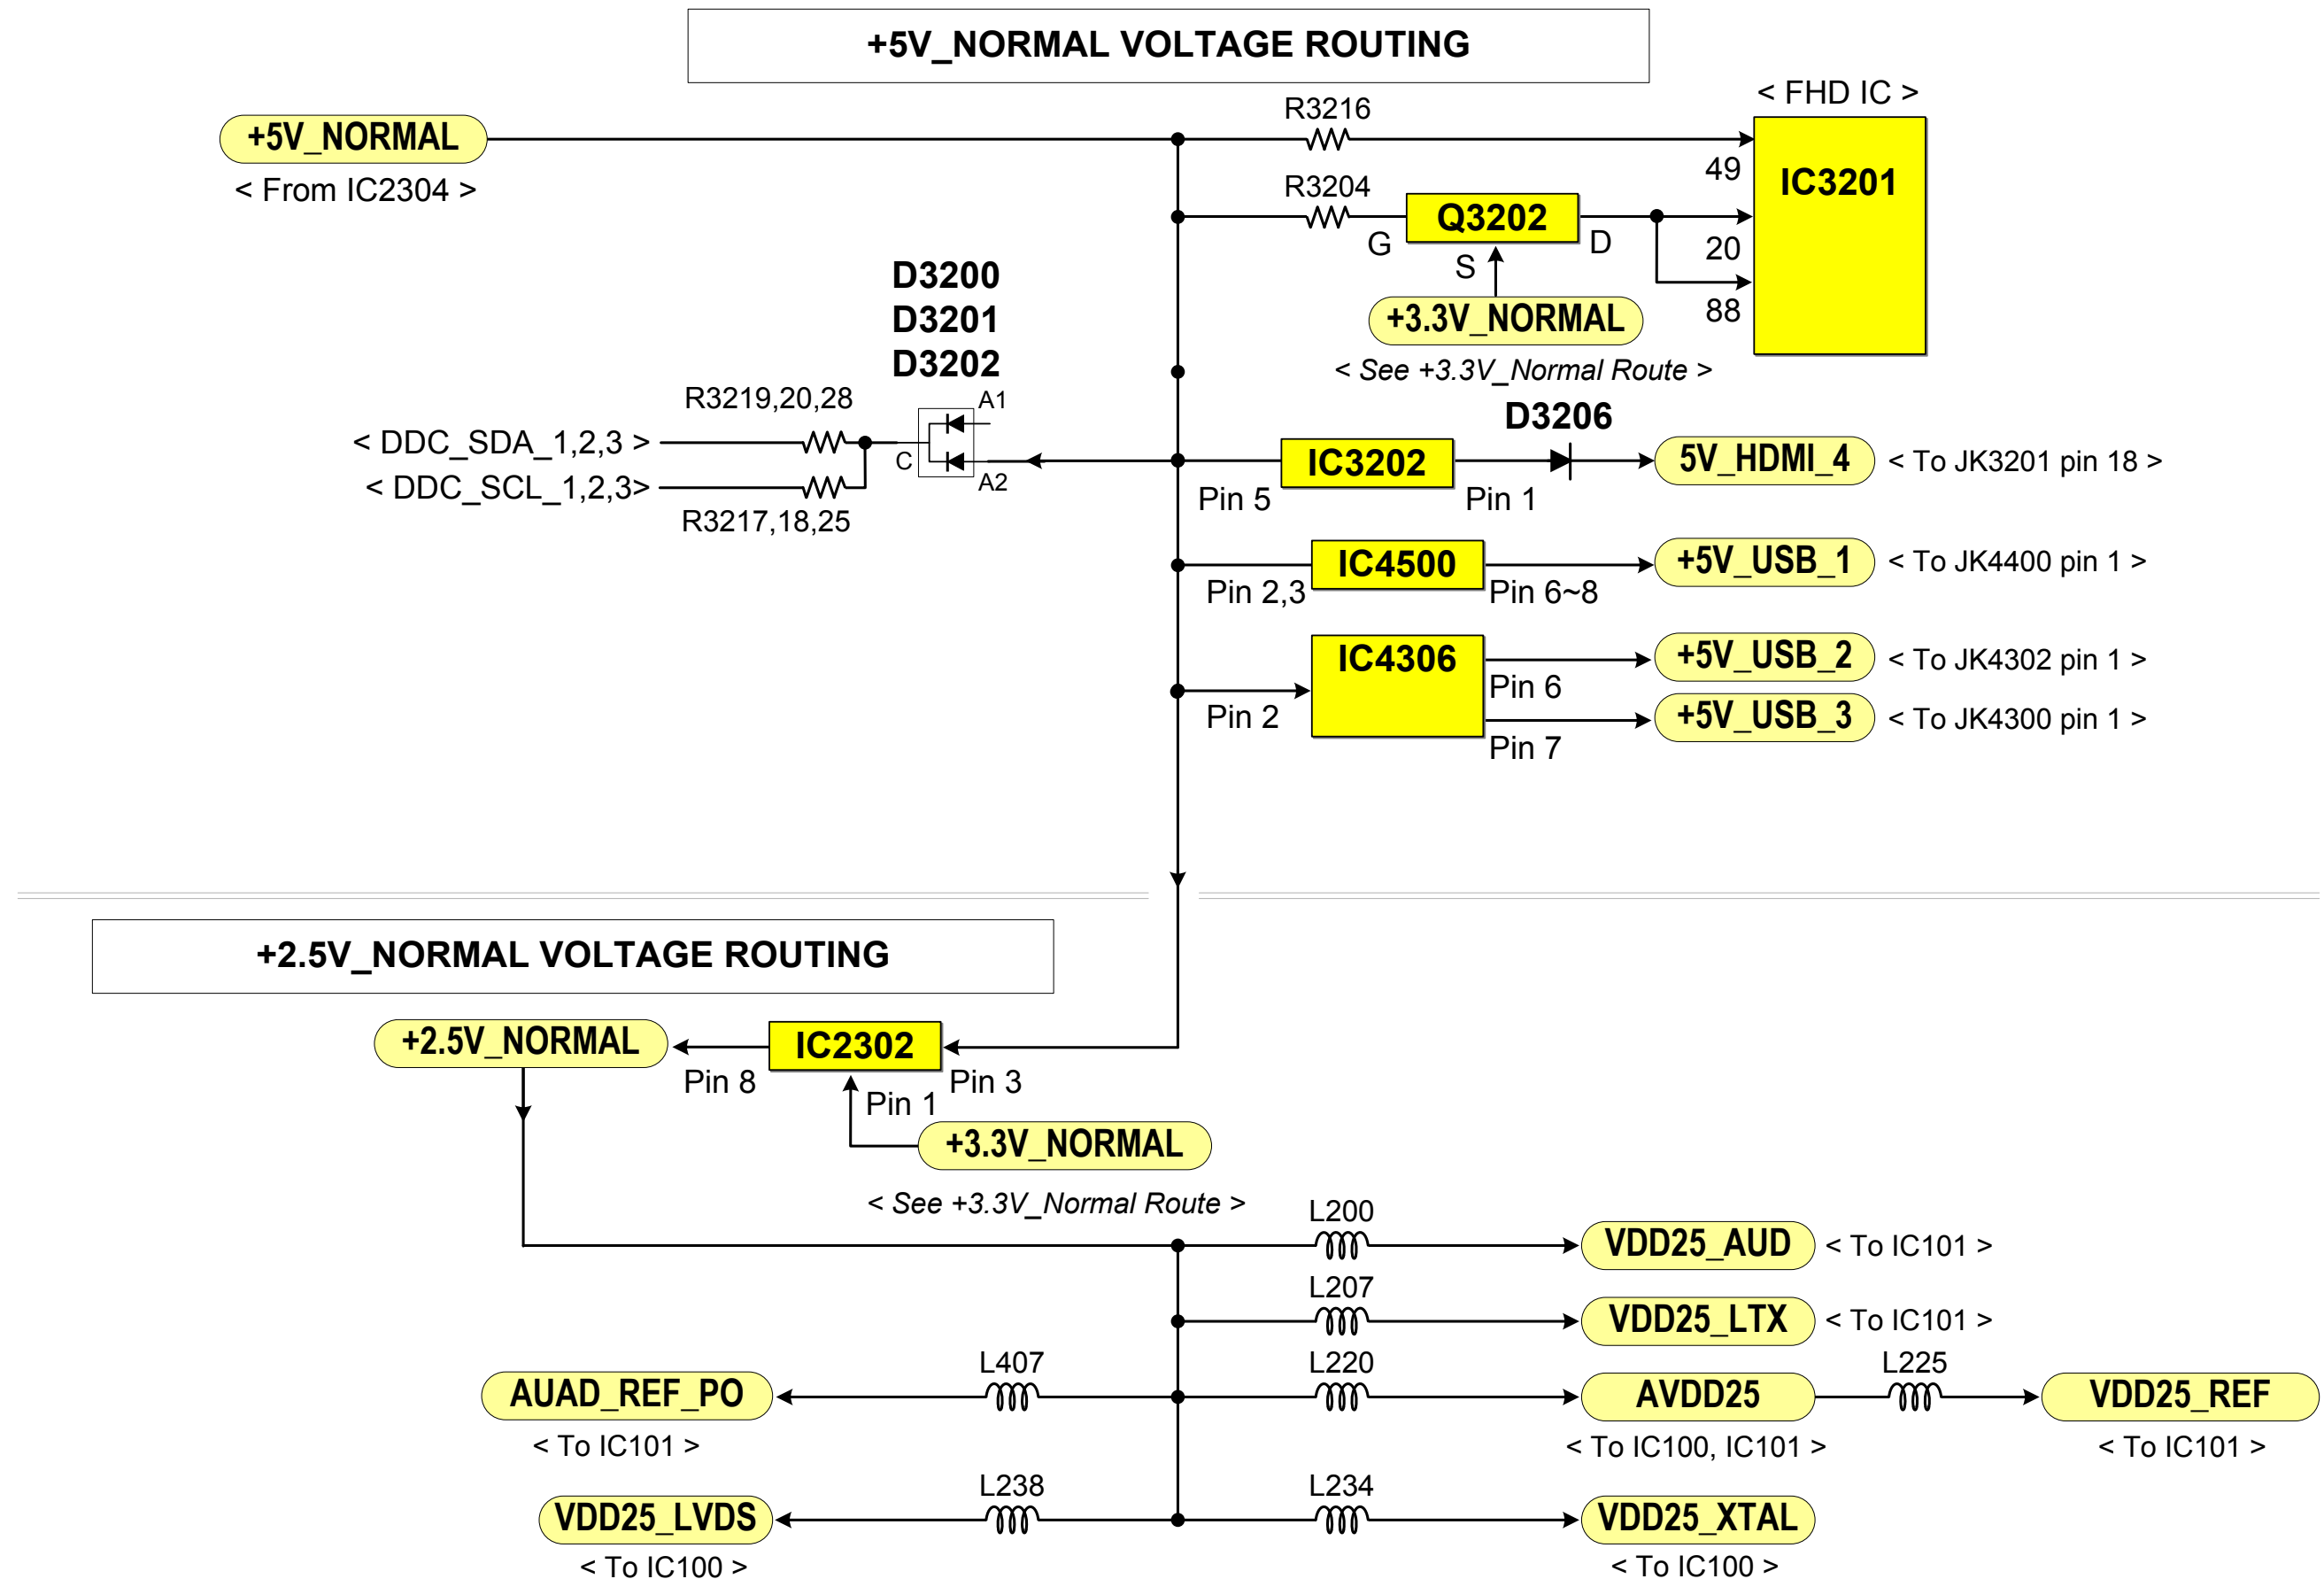 +5V_NORMAL VOLTAGE ROUTING
+5V_NORMAL
< From IC2304 >
R3216
< FHD IC >
49
IC3201
R3204
G
Q3202
D
S
20
88
+3.3V_NORMAL
< See +3.3V_Normal Route >
D3200
D3201
D3202
R3219,20,28
A1
< DDC_SDA_1,2,3 >
C
< DDC_SCL_1,2,3>
A2
R3217,18,25
D3206
IC3202
5V_HDMI_4
< To JK3201 pin 18 >
Pin 5
Pin 1
IC4500
+5V_USB_1
< To JK4400 pin 1 >
Pin 2,3
Pin 6~8
IC4306
+5V_USB_2
< To JK4302 pin 1 >
Pin 6
Pin 2
+5V_USB_3
< To JK4300 pin 1 >
Pin 7
+2.5V_NORMAL VOLTAGE ROUTING
+2.5V_NORMAL
IC2302
Pin 8
Pin 3
Pin 1
+3.3V_NORMAL
< See +3.3V_Normal Route >
L200
VDD25_AUD
< To IC101 >
L207
VDD25_LTX
< To IC101 >
L407
L220
L225
AUAD_REF_PO
AVDD25
VDD25_REF
< To IC101 >
< To IC100, IC101 >
< To IC101 >
L238
L234
VDD25_LVDS
VDD25_XTAL
< To IC100 >
< To IC100 >